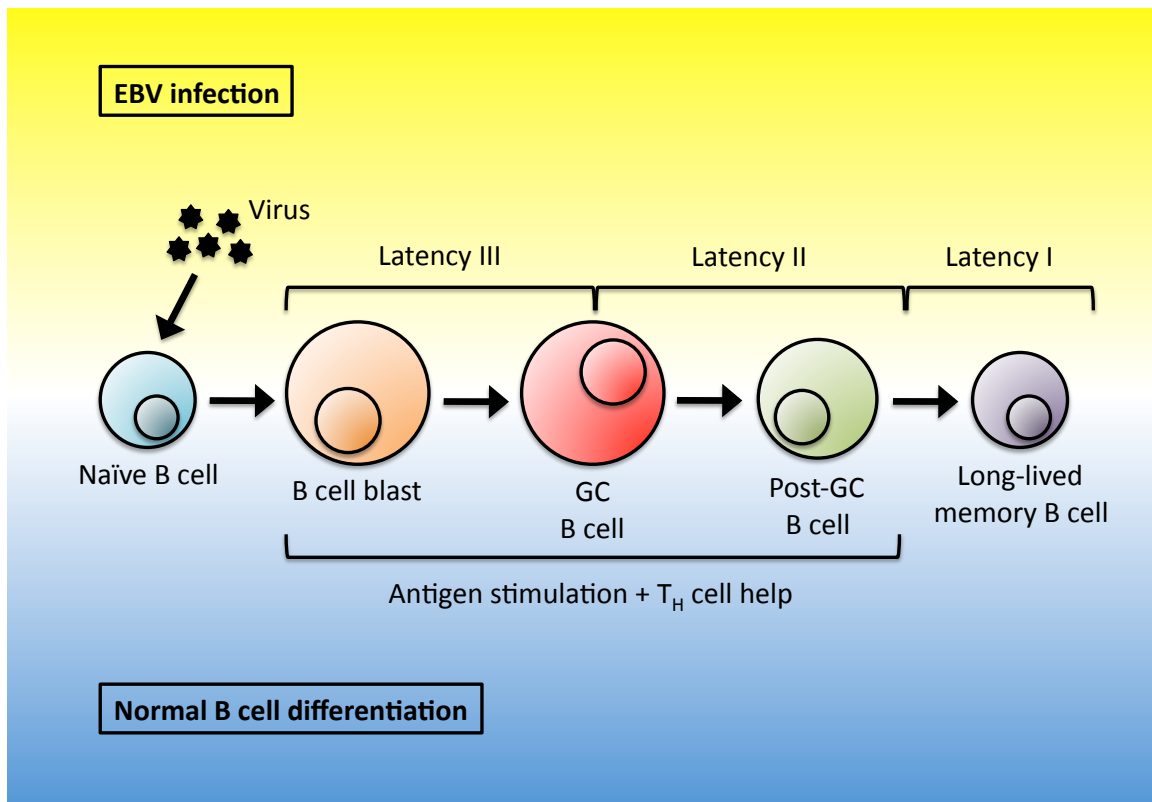 EBV infection
Virus
Latency III
Latency II
Latency I
Naïve B cell
B cell blast
GC
B cell
Post-GC
B cell
Long-lived
memory B cell
Antigen stimulation + TH cell help
Normal B cell differentiation